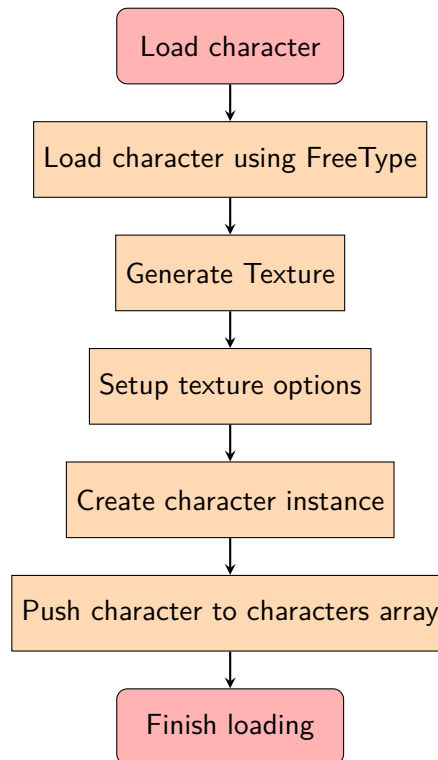 Load character
Load character using FreeType
Generate Texture
Setup texture options
Create character instance
Push character to characters array
Finish loading